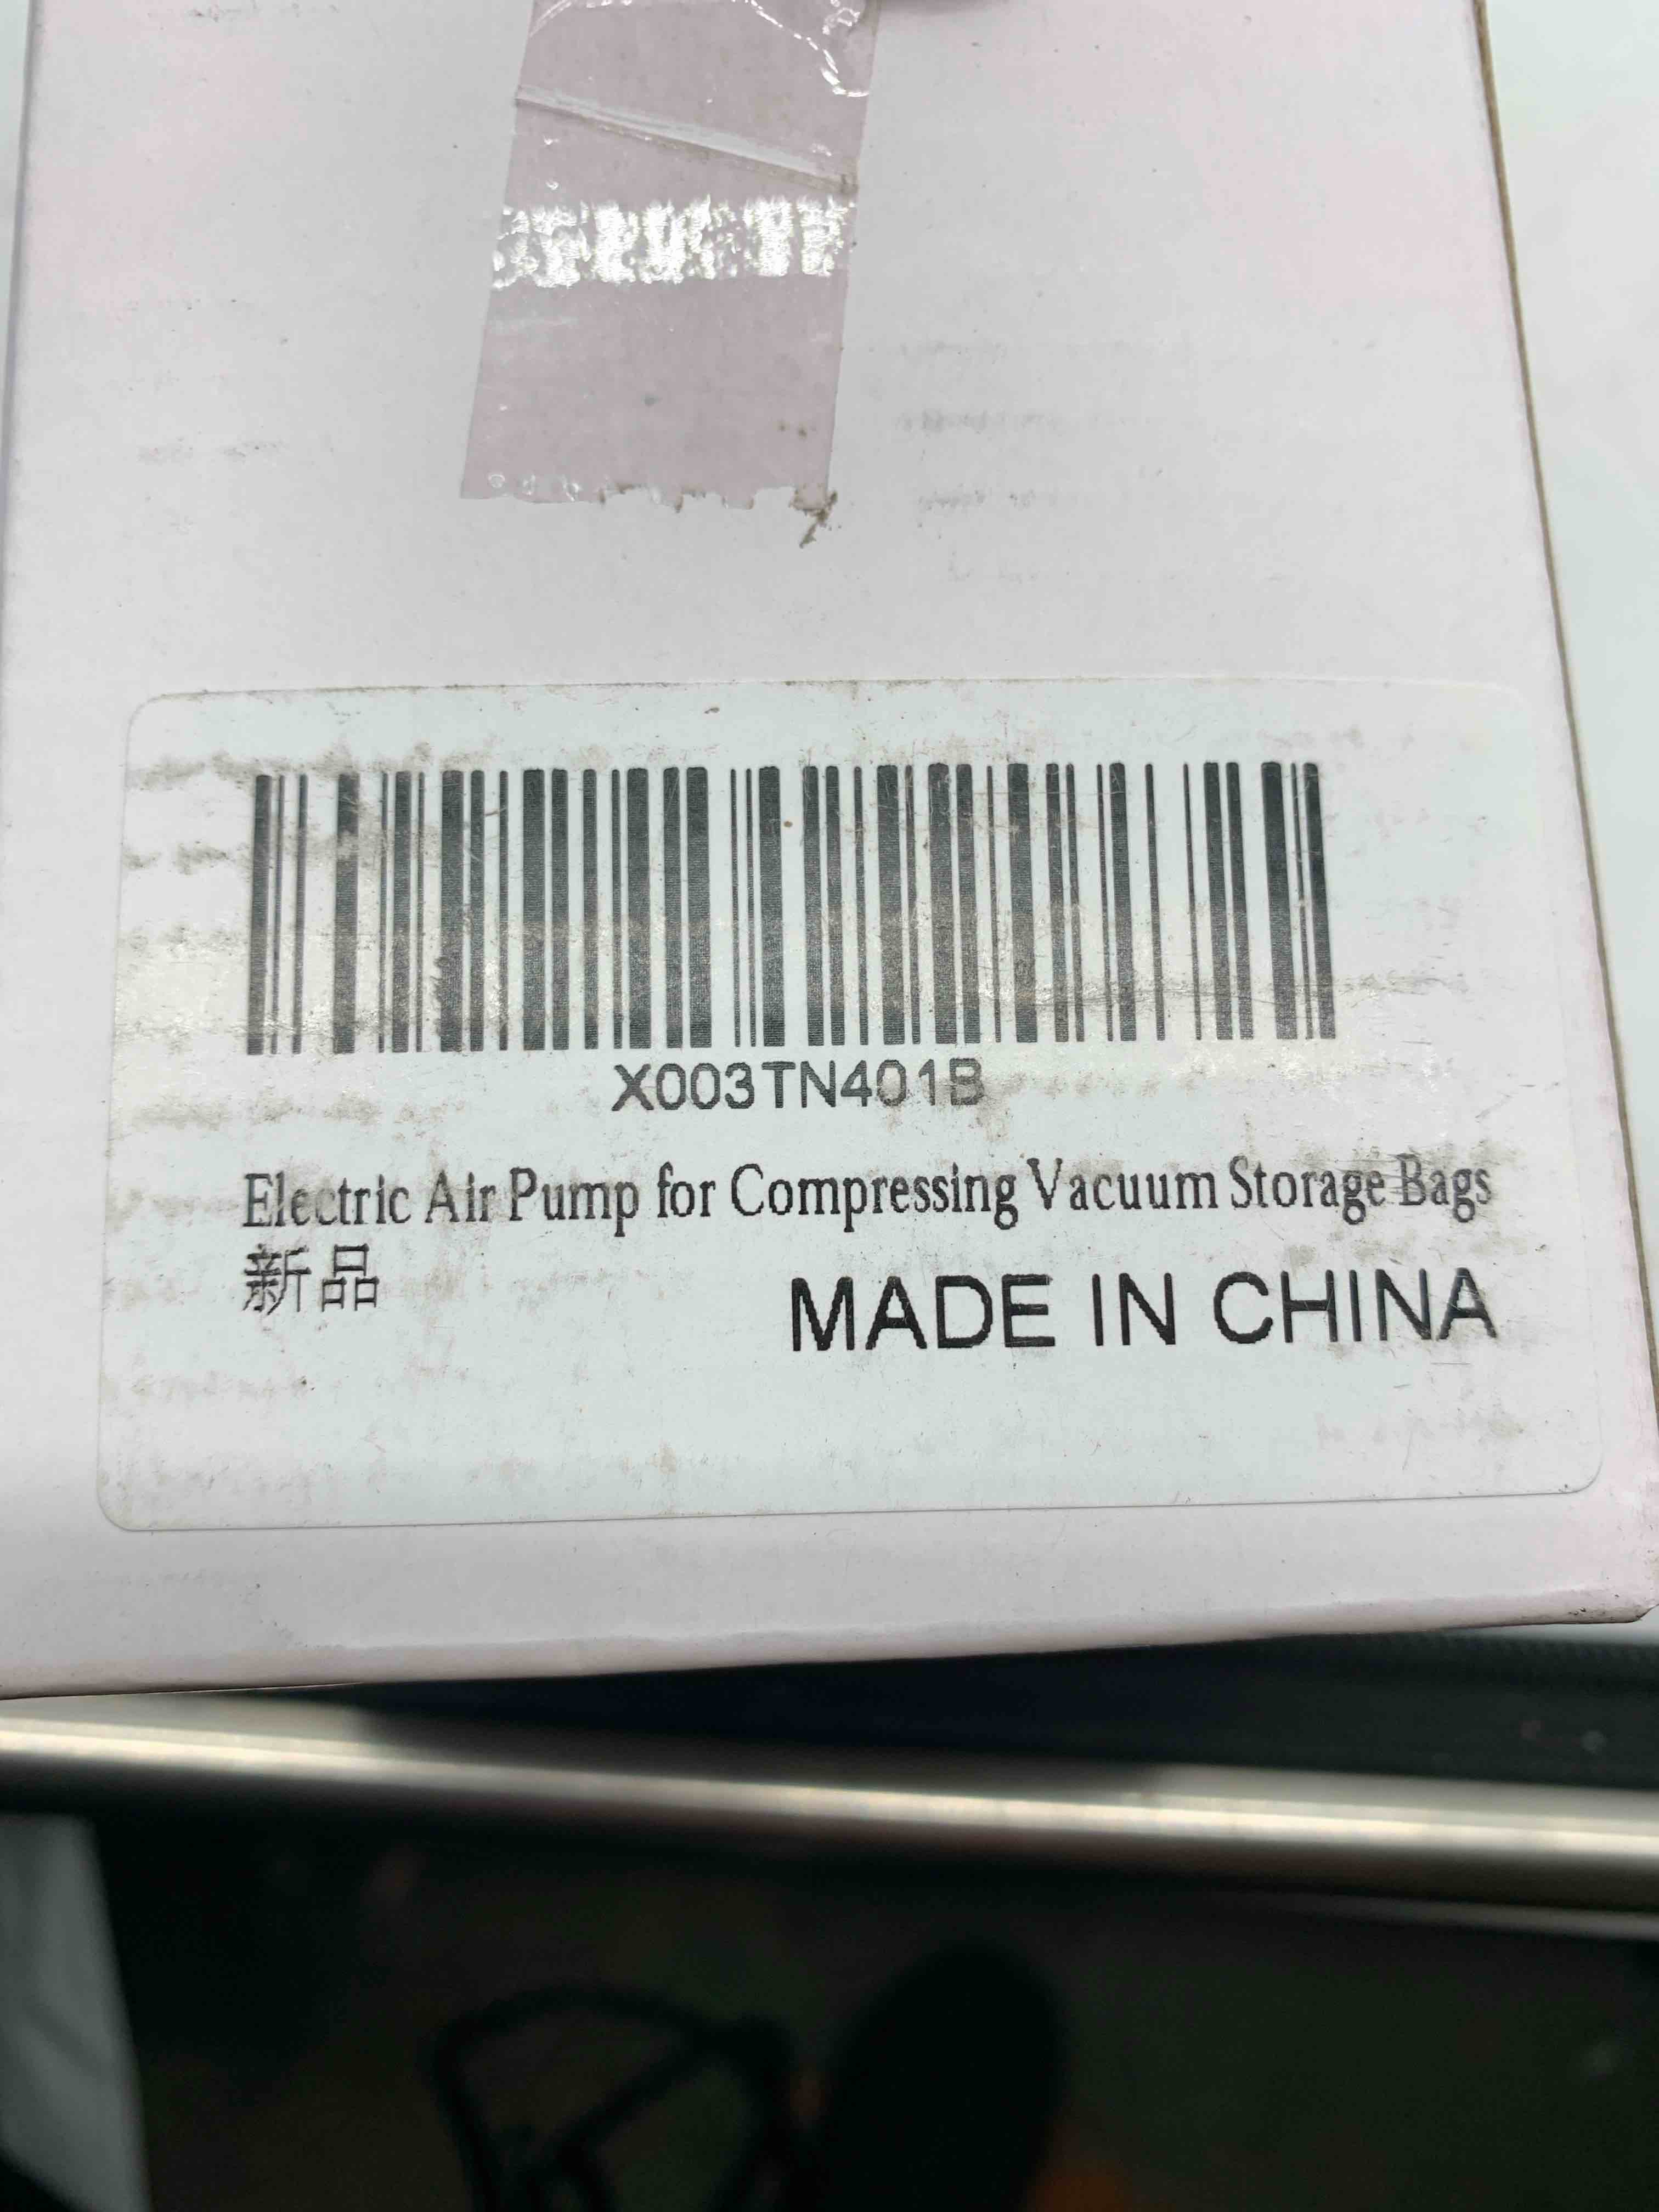 X003TN401B
Electric Air Pump for Compressing Vacuum Storage Bags
新品
MADE IN CHINA